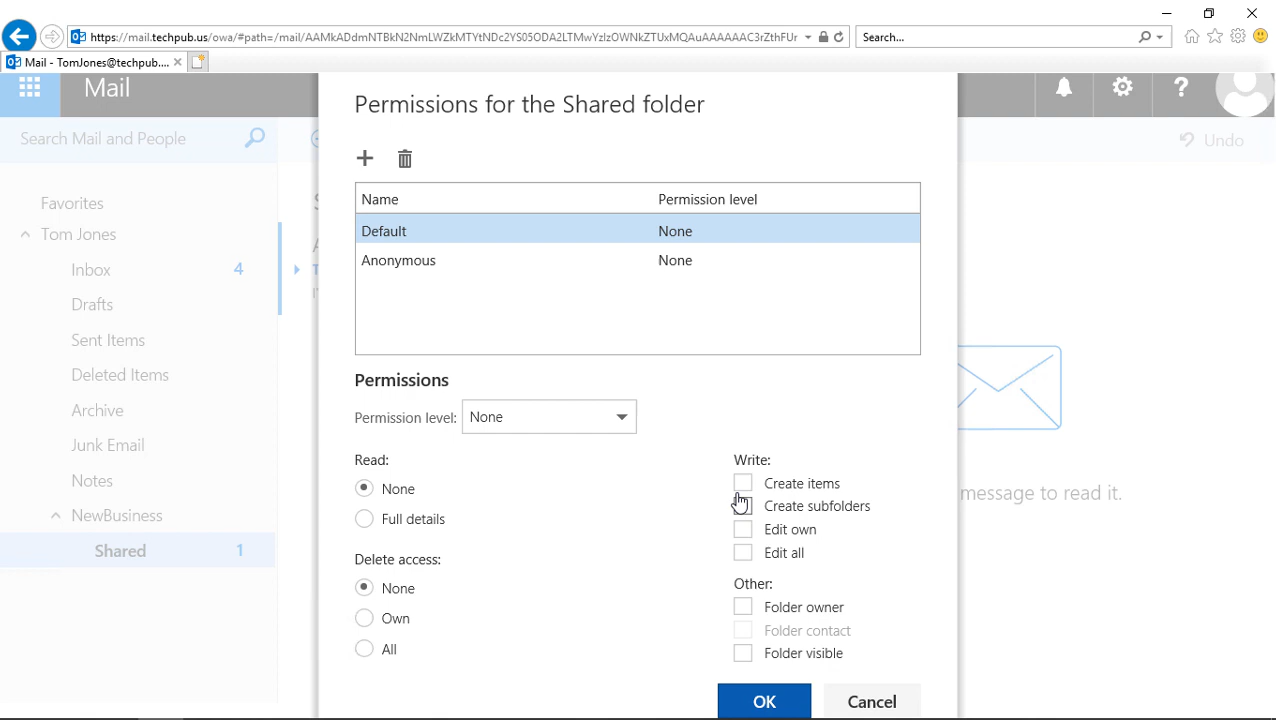 https://mail.techpub.us/owa/#path=/mail/AAMkADdmNTBkN2NmLWZkMTYtNDc2YS05ODA2LTMwYzIzOWNkZTUxMQAuAAAAAAC3rZthFUr
Search...
Mail - TomJones@techpub....
Mail
?
Search Mail and People
Undo
Favorites
Tom Jones
Inbox 4
Drafts
Sent Items
Deleted Items
Archive
Junk Email
Notes
NewBusiness
Shared 1
Permissions for the Shared folder
Name Permission level
Default None
Anonymous None
Permissions
Permission level: None
Read:
None
Full details
Delete access:
None
Own
All
Write:
Create items
Create subfolders
Edit own
Edit all
Other:
Folder owner
Folder contact
Folder visible
OK Cancel
message to read it.